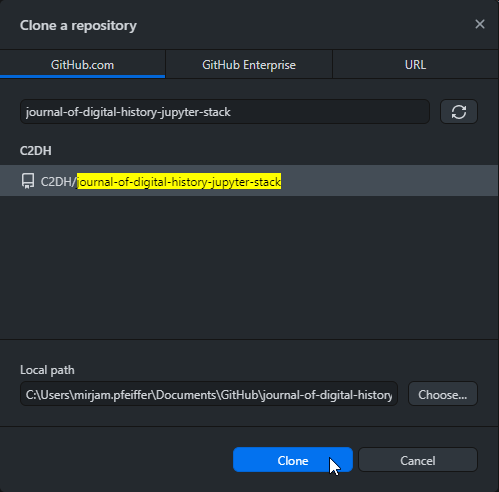 Clone a repository
GitHub.com
GitHub Enterprise
URL
journal-of-digital-history-jupyter-stack
C2DH
C2DH/journal-of-digital-history-jupyter-stack
Local path
C:\Users\mirjam.pfeiffer\Documents\GitHub\journal-of-digital-history
Choose...
Clone
Cancel